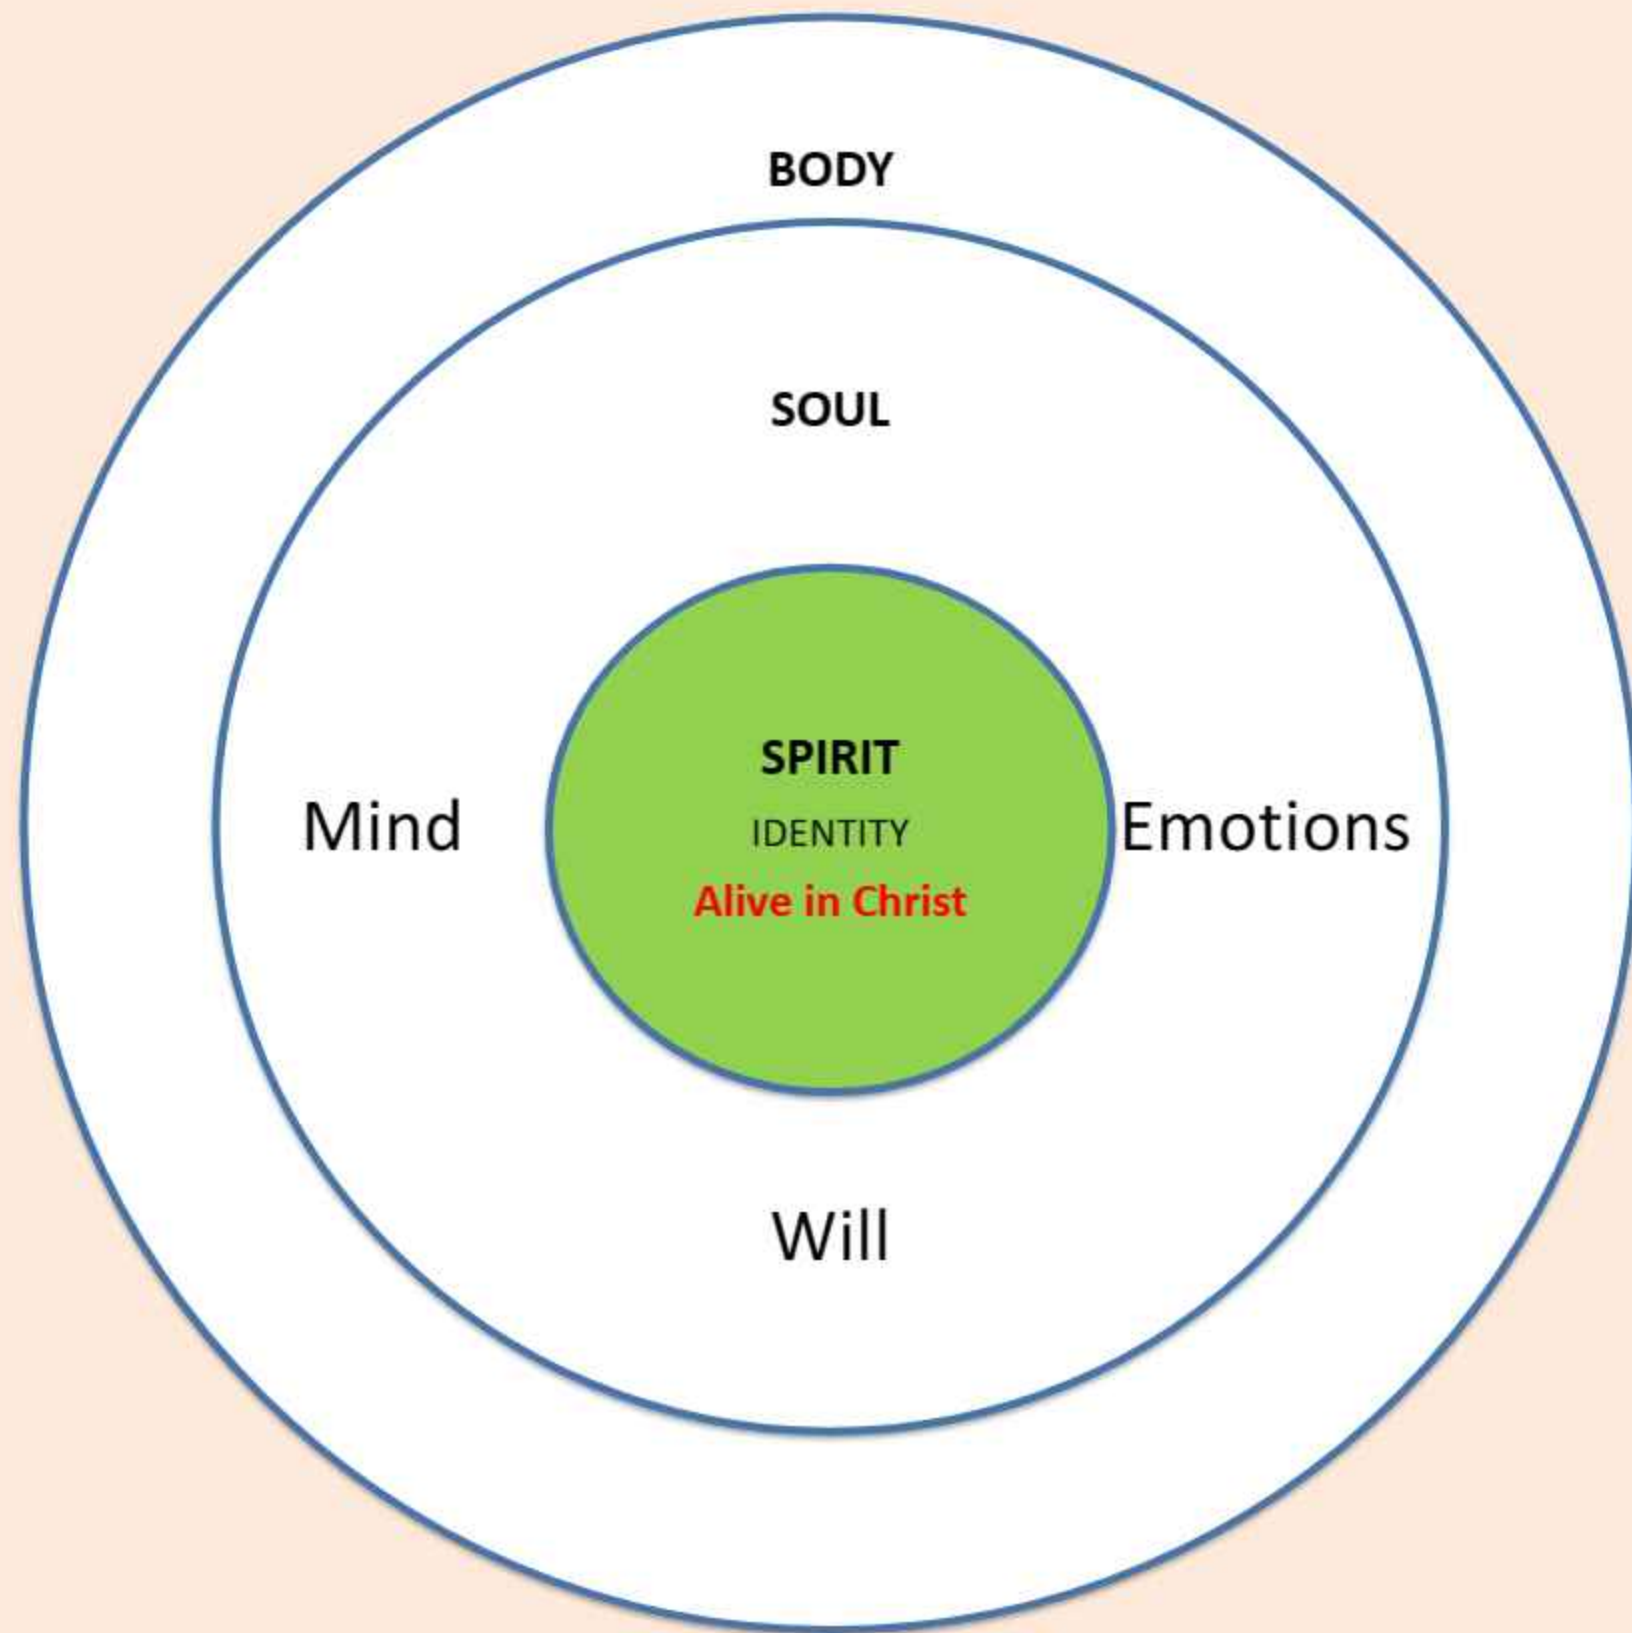 BODY
SOUL
SPIRIT
Mind
IDENTITY
Emotions
Alive in Christ
Will